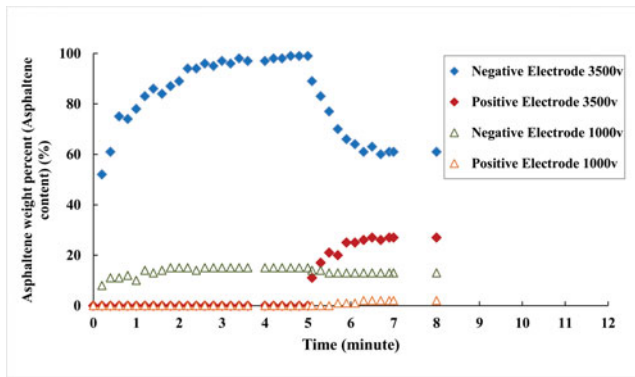 Asphaltene weight percent (Asphaltene
content) (%)
100
80
60
40
20
0
0 1 2 3 4 5 6 7 8 9 10 11 12
Time (minute)
Negative Electrode 3500v
Positive Electrode 3500v
Negative Electrode 1000v
Positive Electrode 1000v